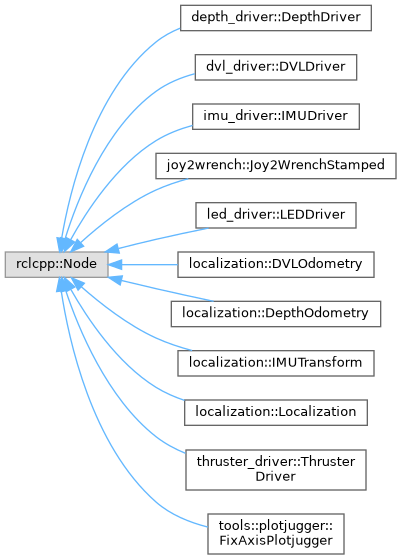 depth_driver::DepthDriver
dvl_driver::DVLDriver
imu_driver::IMUDriver
joy2wrench::Joy2WrenchStamped
led_driver::LEDDriver
rclcpp::Node
localization::DVLOdometry
localization::DepthOdometry
localization::IMUTransform
localization::Localization
thruster_driver::Thruster
Driver
tools::plotjugger::
FixAxisPlotjugger